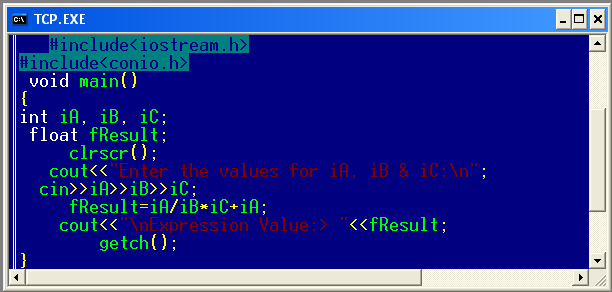 TCP.EXE
#include<iostream.h>
#include<conio.h>
void main()
{
int iA, iB, iC;
float fResult;
clrscr();
cout<<"Enter the values for iA, iB & iC:\n";
cin>>iA>>iB>>iC;
fResult=iA/iB*iC+iA;
cout<<"\nExpression Value:> "<<fResult;
getch();
}